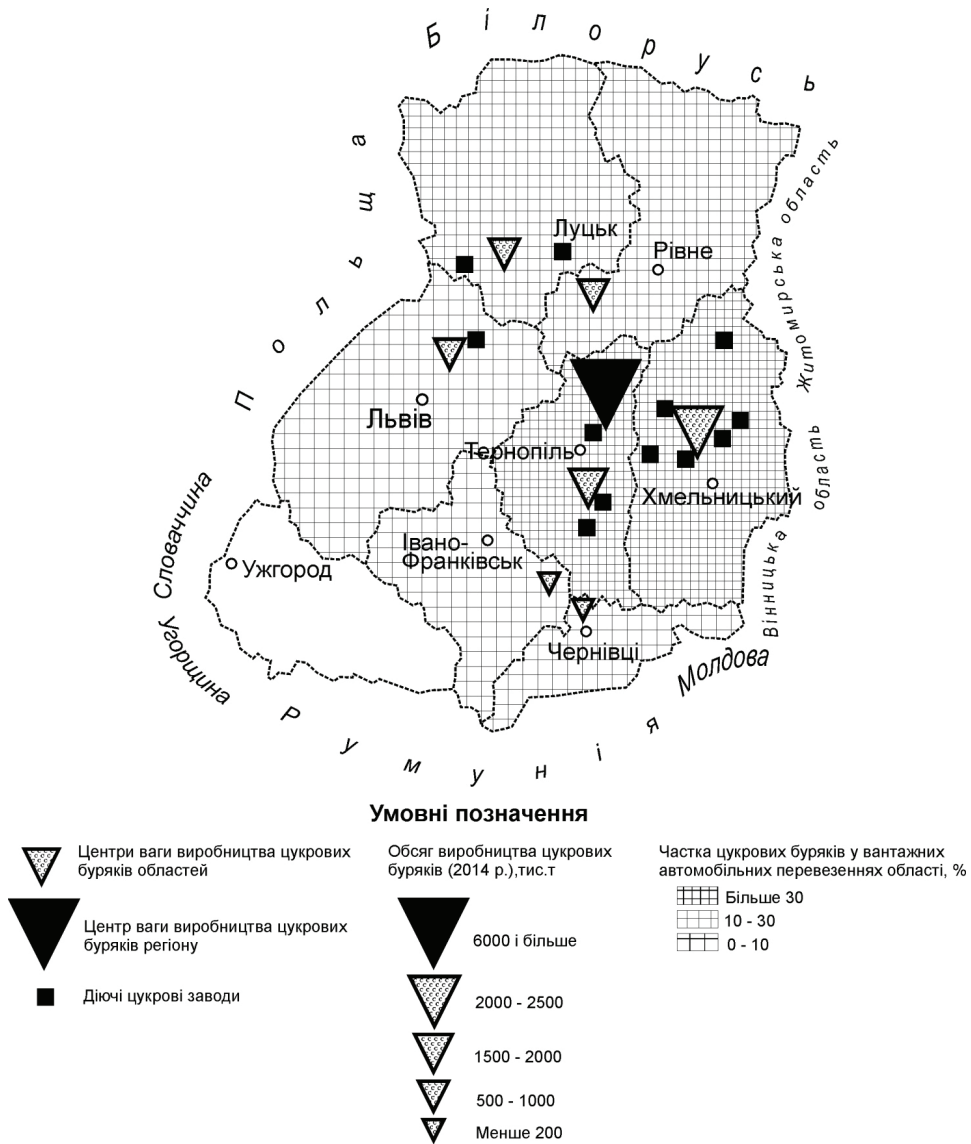 Білорусь
Польща
Житомирська область
Луцьк
Рівне
Львів
Тернопіль
Хмельницький
Вінницька область
Словаччина
Ужгород
Івано-
Франківськ
Чернівці
Угорщина
Румунія
Молдова
Умовні позначення
Центри ваги виробництва цукрових
буряків областей
Центр ваги виробництва цукрових
буряків регіону
Діючі цукрові заводи
Обсяг виробництва цукрових
буряків (2014 р.),тис.т
6000 і більше
2000 - 2500
1500 - 2000
500 - 1000
Менше 200
Частка цукрових буряків у вантажних
автомобільних перевезеннях області, %
Більше 30
10 - 30
0 - 10